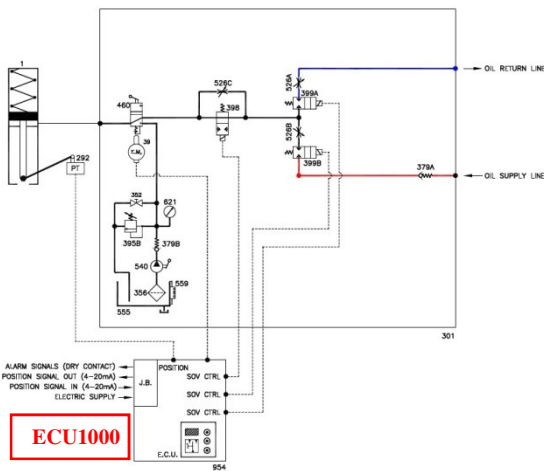 1
526C
526A
OIL RETURN LINE
460
399A
398
39
526B
292
PT
399B
379A
OIL SUPPLY LINE
352
621
395B
379B
540
559
356
555
301
POSITION
ALARM SIGNALS (DRY CONTACT)
J.B.
SOV CTRL
POSITION SIGNAL OUT (4-20mA)
POSITION SIGNAL IN (4-20mA)
SOV CTRL
ELECTRIC SUPPLY
SOV CTRL
ECU1000
E.C.U.
954